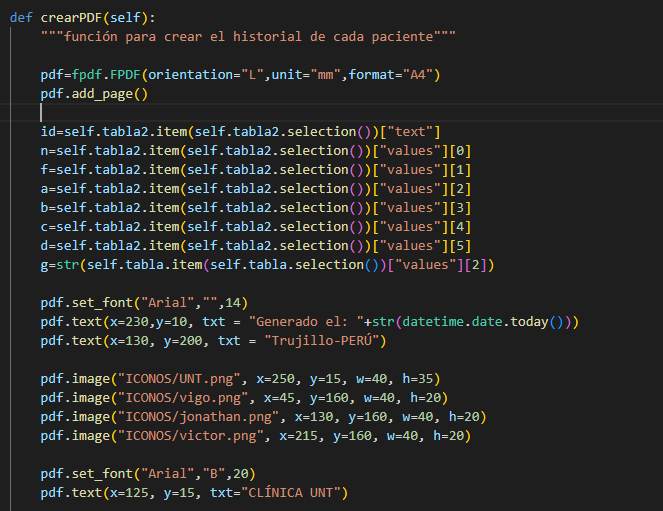 def crearPDF(self):
"""función para crear el historial de cada paciente"""
pdf=fpdf.FPDF(orientation="L",unit="mm",format="A4")
pdf.add_page()
id=self.tabla2.item(self.tabla2.selection())["text"]
n=self.tabla2.item(self.tabla2.selection())["values"][0]
f=self.tabla2.item(self.tabla2.selection())["values"][1]
a=self.tabla2.item(self.tabla2.selection())["values"][2]
b=self.tabla2.item(self.tabla2.selection())["values"][3]
c=self.tabla2.item(self.tabla2.selection())["values"][4]
d=self.tabla2.item(self.tabla2.selection())["values"][5]
g=str(self.tabla.item(self.tabla.selection())["values"][2])
pdf.set_font("Arial","",14)
pdf.text(x=230,y=10, txt = "Generado el: "+str(datetime.date.today()))
pdf.text(x=130, y=200, txt = "Trujillo-PERÚ")
pdf.image("ICONOS/UNT.png", x=250, y=15, w=40, h=35)
pdf.image("ICONOS/vigo.png", x=45, y=160, w=40, h=20)
pdf.image("ICONOS/jonathan.png", x=130, y=160, w=40, h=20)
pdf.image("ICONOS/victor.png", x=215, y=160, w=40, h=20)
pdf.set_font("Arial","B",20)
pdf.text(x=125, y=15, txt="CLÍNICA UNT")